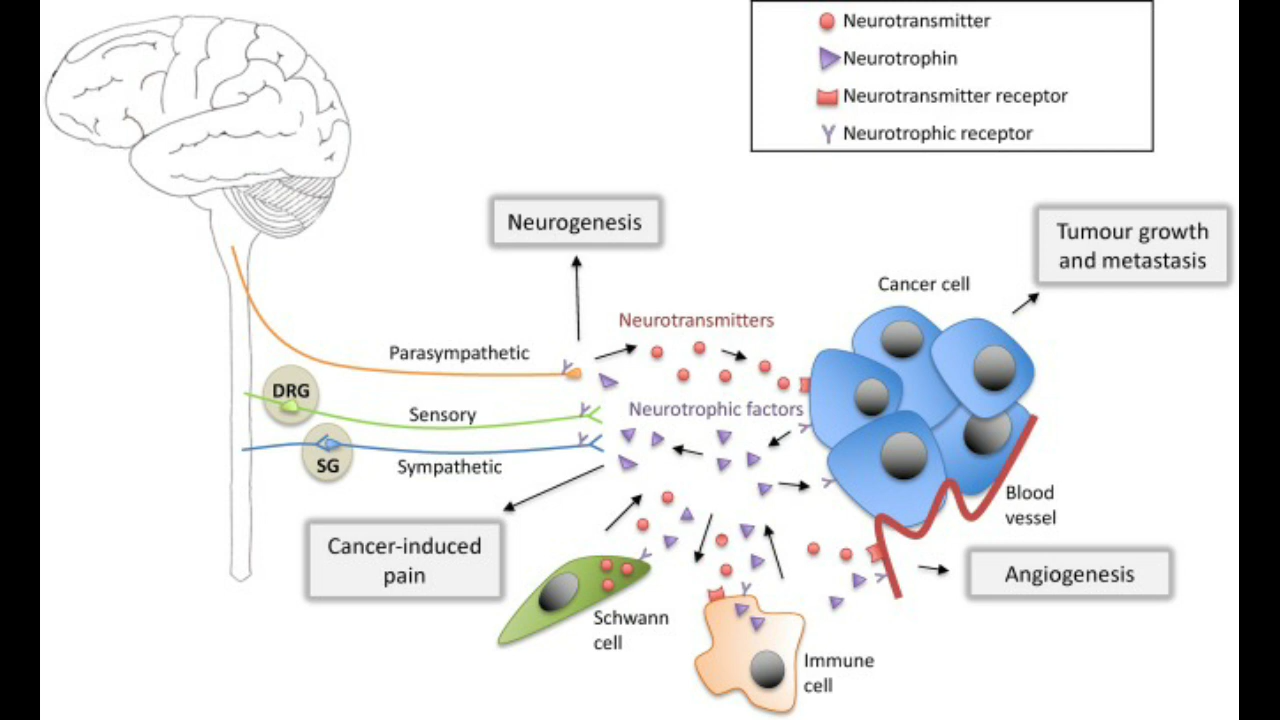 Neurotransmitter
Neurotrophin
Neurotransmitter receptor
Neurotrophic receptor
Neurogenesis
Tumour growth
and metastasis
Cancer cell
Neurotransmitters
Parasympathetic
DRG
Sensory
Neurotrophic factors
SG
Sympathetic
Blood
vessel
Cancer-induced
pain
Angiogenesis
Schwann
cell
Immune
cell